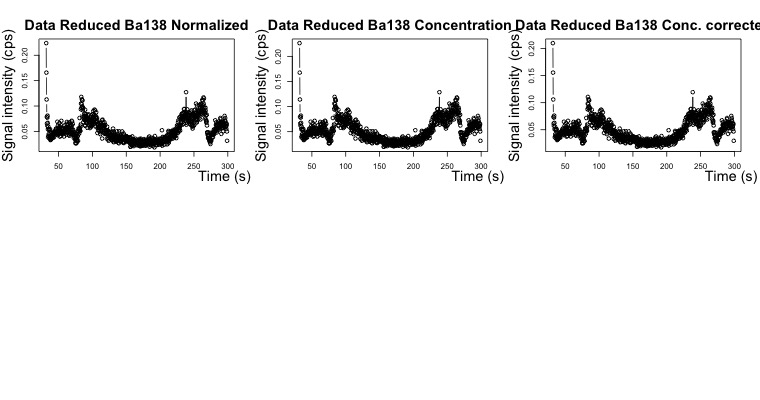 Data Reduced Ba138 Normalized
Signal intensity (cps)
0.05 0.10 0.15 0.20
50 100 150 200 250 300
Time (s)
Data Reduced Ba138 Concentration
Signal intensity (cps)
0.05 0.10 0.15 0.20
50 100 150 200 250 300
Time (s)
Data Reduced Ba138 Conc. correcte
Signal intensity (cps)
0.05 0.10 0.15 0.20
50 100 150 200 250 300
Time (s)